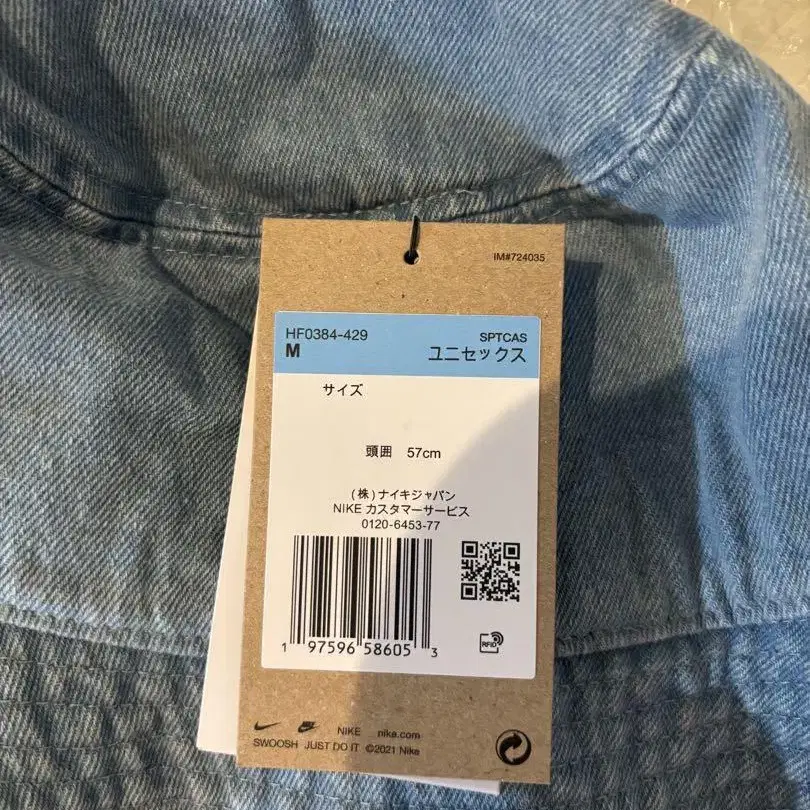 IM#724035
HF0384-429
SPTCAS
M
ユニセックス
サイズ
頭囲 57cm
(株)ナイキジャパン
NIKE カスタマーサービス
0120-6453-77
1 97596 58605 3
RFID
NIKE nike.com
SWOOSH JUST DO IT ©2021 Nike